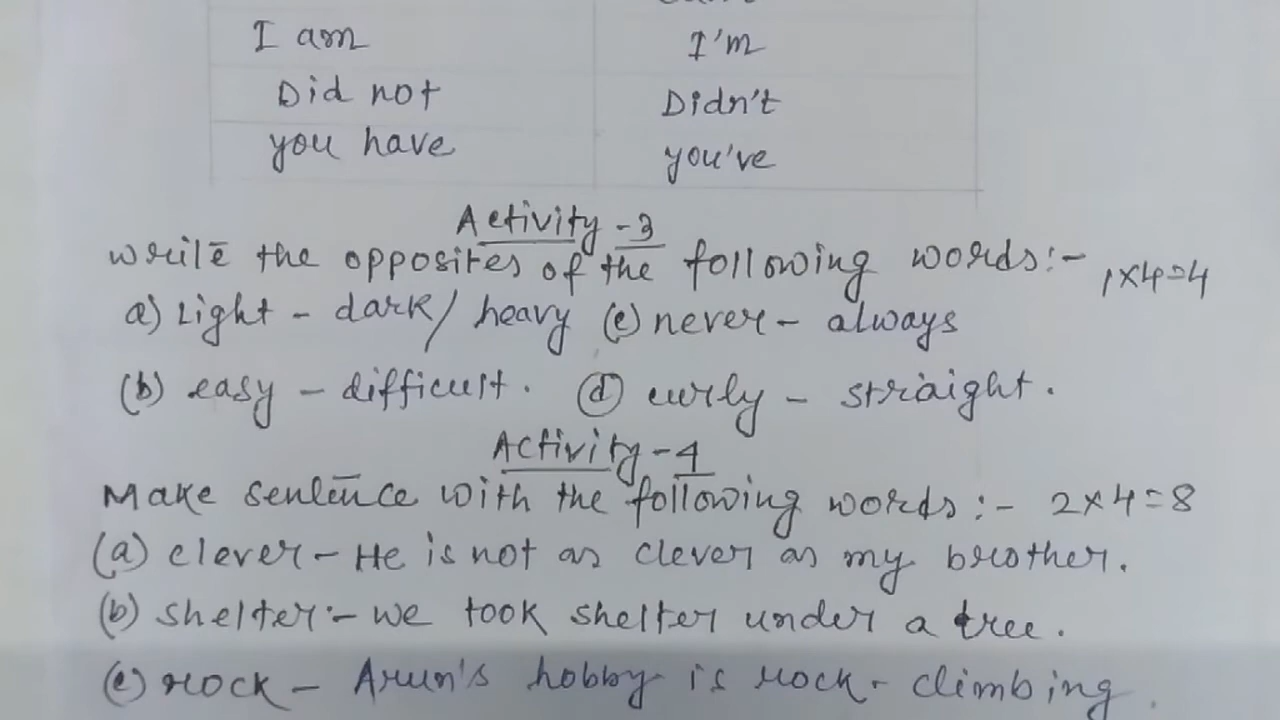 I am I'm
Did not Didn't
you have you've
Activity-3
write the opposites of the following words:- 1x4=4
a) Light - dark/ heavy (c) never - always
(b) easy - difficult. (d) curly - straight.
Activity-4
Make sentence with the following words:- 2x4=8
(a) clever - He is not as clever as my brother.
(b) shelter:- we took shelter under a tree.
(c) rock - Arun's hobby is rock-climbing.